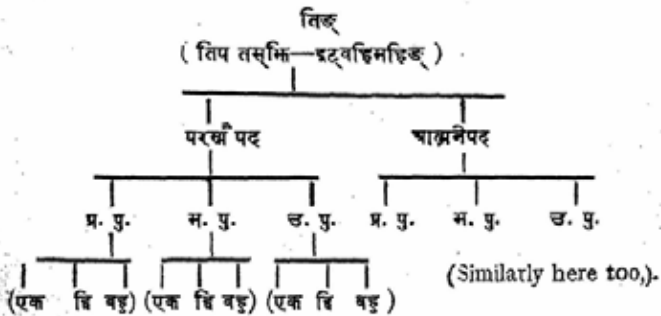 तिङ्
( तिप तस्झि—इट्वहिमहिङ् )
परस्मैपद आत्मनेपद
प्र. पु. म. पु. उ. पु. प्र. पु. म. पु. उ. पु.
(एक द्वि बहु) (एक द्वि बहु) (एक द्वि बहु ) (Similarly here too,).